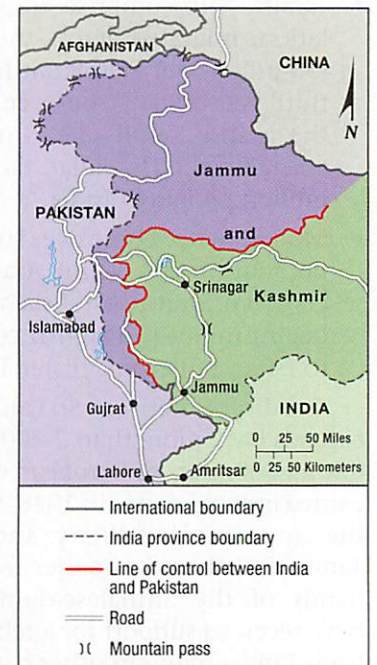 AFGHANISTAN
CHINA
N
Jammu
PAKISTAN
and
Srinagar
Kashmir
Islamabad
Jammu
Gujrat
INDIA
0 25 50 Miles
0 25 50 Kilometers
Lahore
Amritsar
International boundary
India province boundary
Line of control between India
and Pakistan
Road
Mountain pass